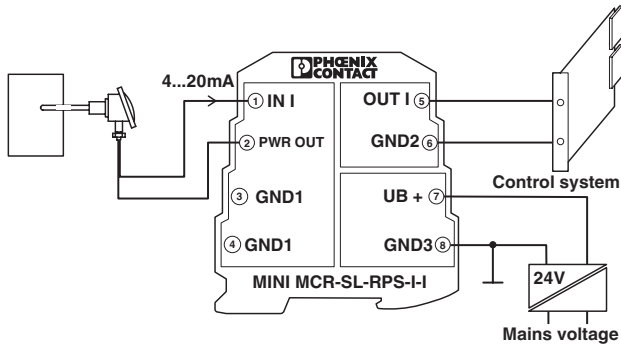 PHŒNIX
CONTACT
4...20mA
1 IN I
OUT I 5
2 PWR OUT
GND2 6
Control system
3 GND1
UB + 7
4 GND1
GND3 8
24V
MINI MCR-SL-RPS-I-I
Mains voltage